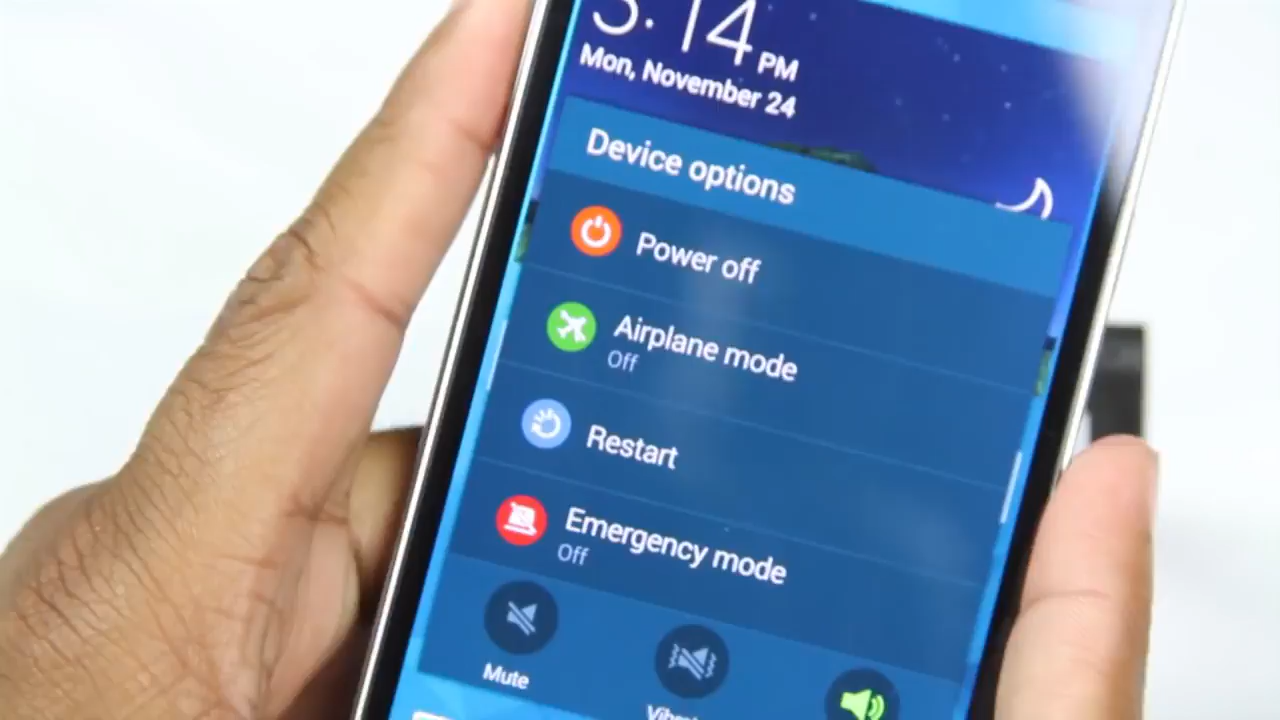 3:14 PM
Mon, November 24
Device options
Power off
Airplane mode
Off
Restart
Emergency mode
Off
Mute